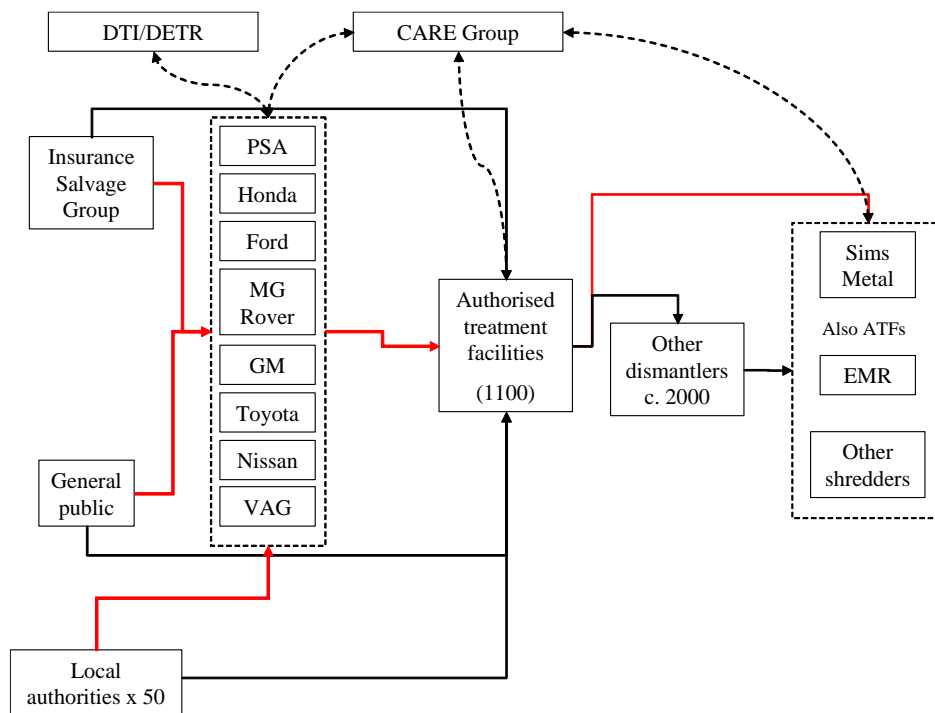 DTI/DETR
CARE Group
Insurance
Salvage
Group
PSA
Honda
Ford
MG
Rover
GM
Toyota
Nissan
VAG
General
public
Local
authorities x 50
Authorised
treatment
facilities
(1100)
Other
dismantlers
c. 2000
Sims
Metal
Also ATFs
EMR
Other
shredders